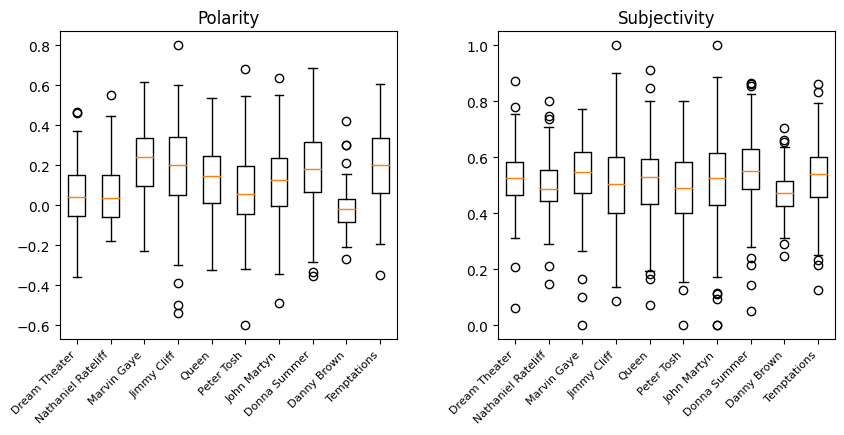 Polarity
0.8
0.6
0.4
0.2
0.0
−0.2
−0.4
−0.6
Dream Theater
Nathaniel Rateliff
Marvin Gaye
Jimmy Cliff
Queen
Peter Tosh
John Martyn
Donna Summer
Danny Brown
Temptations
Subjectivity
1.0
0.8
0.6
0.4
0.2
0.0
Dream Theater
Nathaniel Rateliff
Marvin Gaye
Jimmy Cliff
Queen
Peter Tosh
John Martyn
Donna Summer
Danny Brown
Temptations